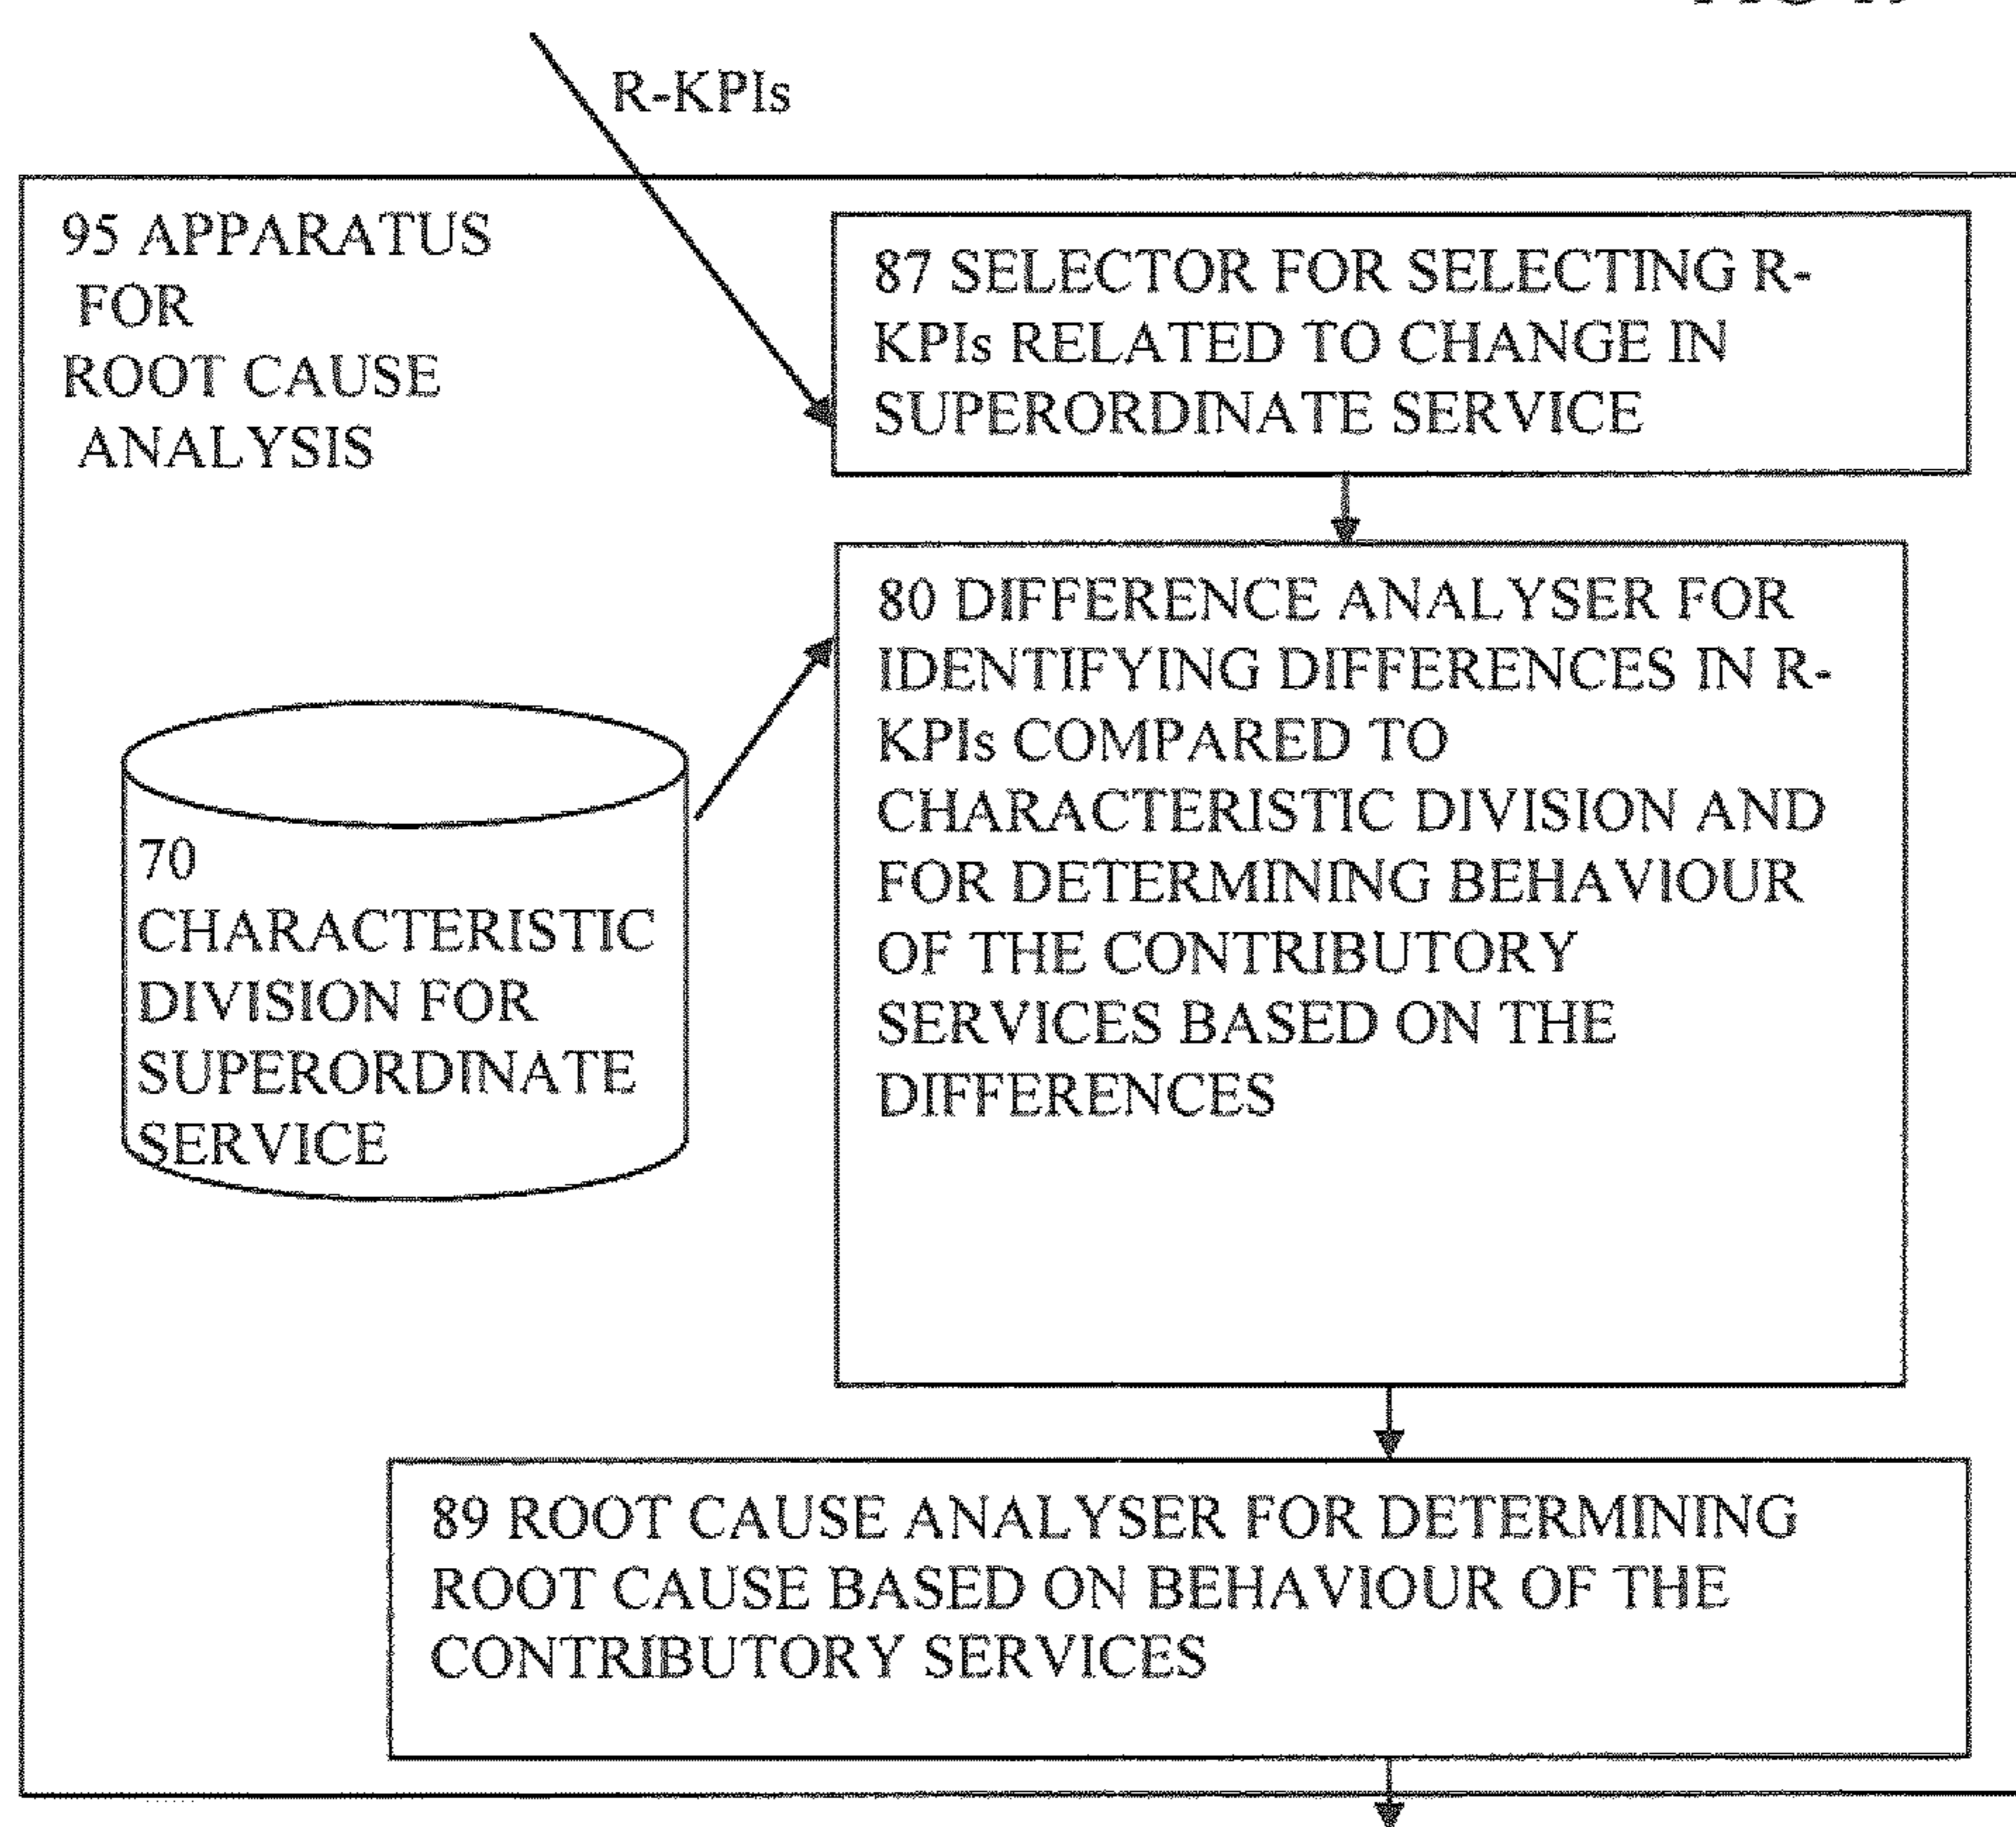 R-KPIs
95 APPARATUS
FOR
ROOT CAUSE
ANALYSIS
87 SELECTOR FOR SELECTING R-
KPIs RELATED TO CHANGE IN
SUPERORDINATE SERVICE
80 DIFFERENCE ANALYSER FOR
IDENTIFYING DIFFERENCES IN R-
KPIs COMPARED TO
CHARACTERISTIC DIVISION AND
FOR DETERMINING BEHAVIOUR
OF THE CONTRIBUTORY
SERVICES BASED ON THE
DIFFERENCES
70
CHARACTERISTIC
DIVISION FOR
SUPERORDINATE
SERVICE
89 ROOT CAUSE ANALYSER FOR DETERMINING
ROOT CAUSE BASED ON BEHAVIOUR OF THE
CONTRIBUTORY SERVICES